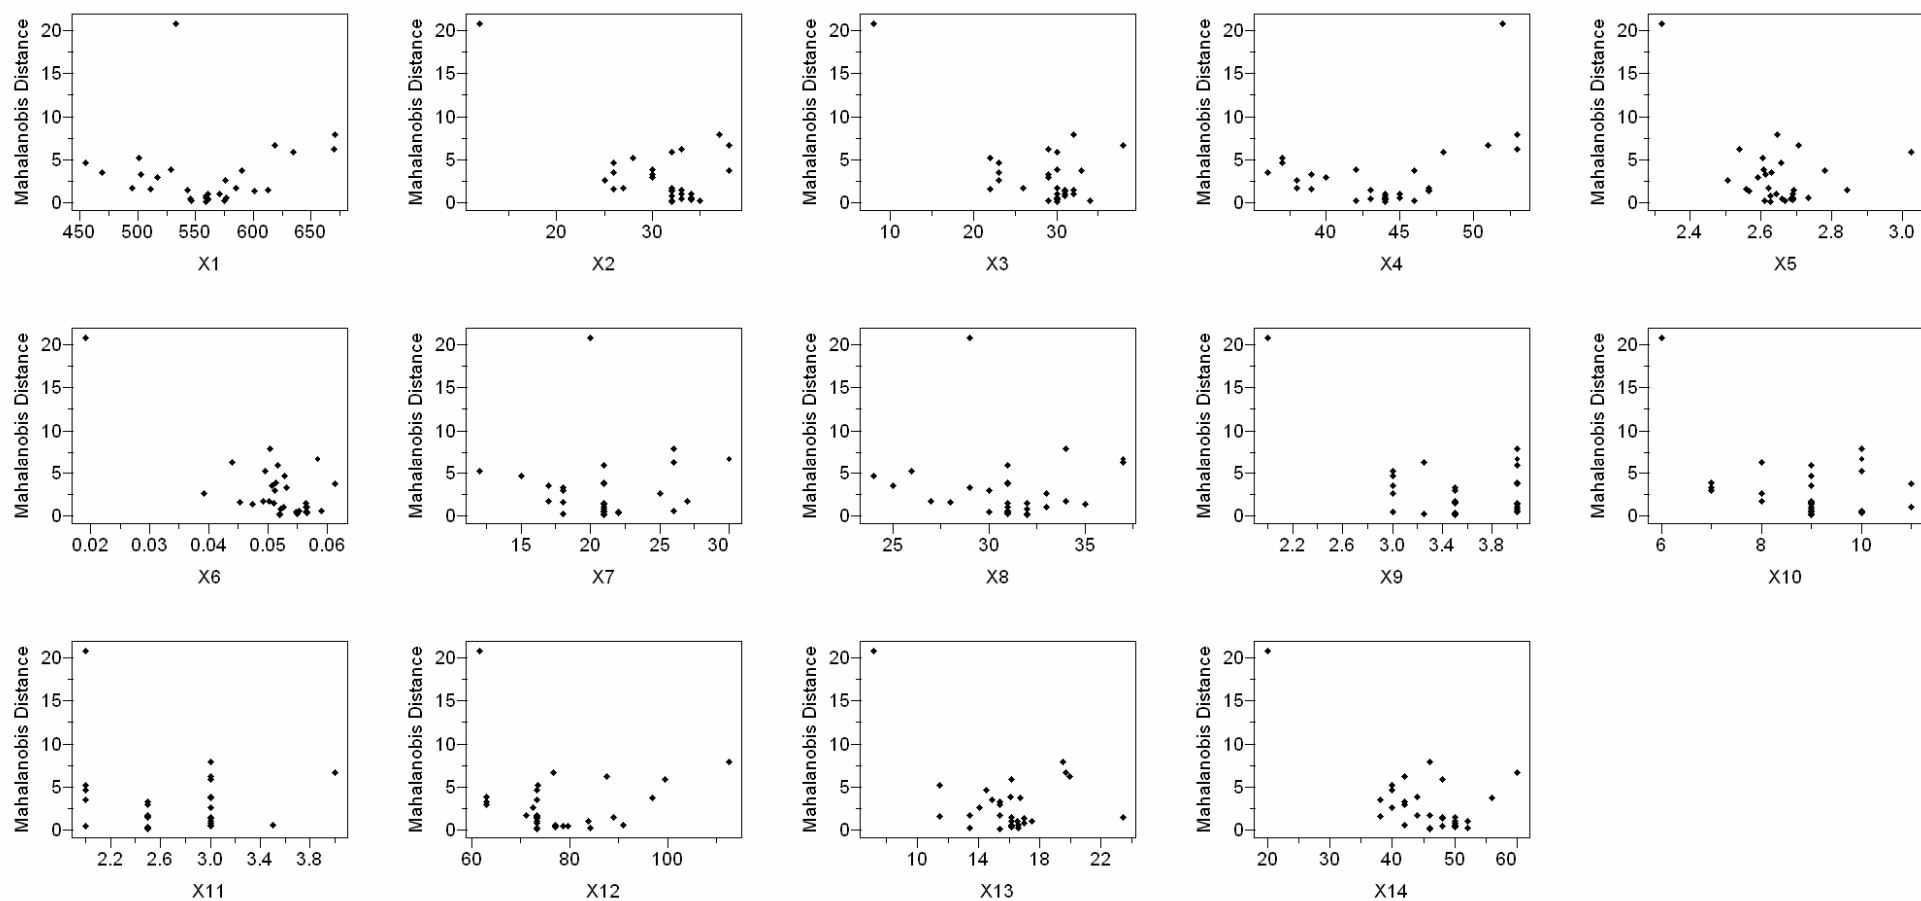 Mahalanobis Distance
20
15
10
5
0
450 500 550 600 650
X1
Mahalanobis Distance
20
15
10
5
0
20 30
X2
Mahalanobis Distance
20
15
10
5
0
10 20 30
X3
Mahalanobis Distance
20
15
10
5
0
40 45 50
X4
Mahalanobis Distance
20
15
10
5
0
2.4 2.6 2.8 3.0
X5
Mahalanobis Distance
20
15
10
5
0
0.02 0.03 0.04 0.05 0.06
X6
Mahalanobis Distance
20
15
10
5
0
15 20 25 30
X7
Mahalanobis Distance
20
15
10
5
0
25 30 35
X8
Mahalanobis Distance
20
15
10
5
0
2.2 2.6 3.0 3.4 3.8
X9
Mahalanobis Distance
20
15
10
5
0
6 8 10
X10
Mahalanobis Distance
20
15
10
5
0
2.2 2.6 3.0 3.4 3.8
X11
Mahalanobis Distance
20
15
10
5
0
60 80 100
X12
Mahalanobis Distance
20
15
10
5
0
10 14 18 22
X13
Mahalanobis Distance
20
15
10
5
0
20 30 40 50 60
X14